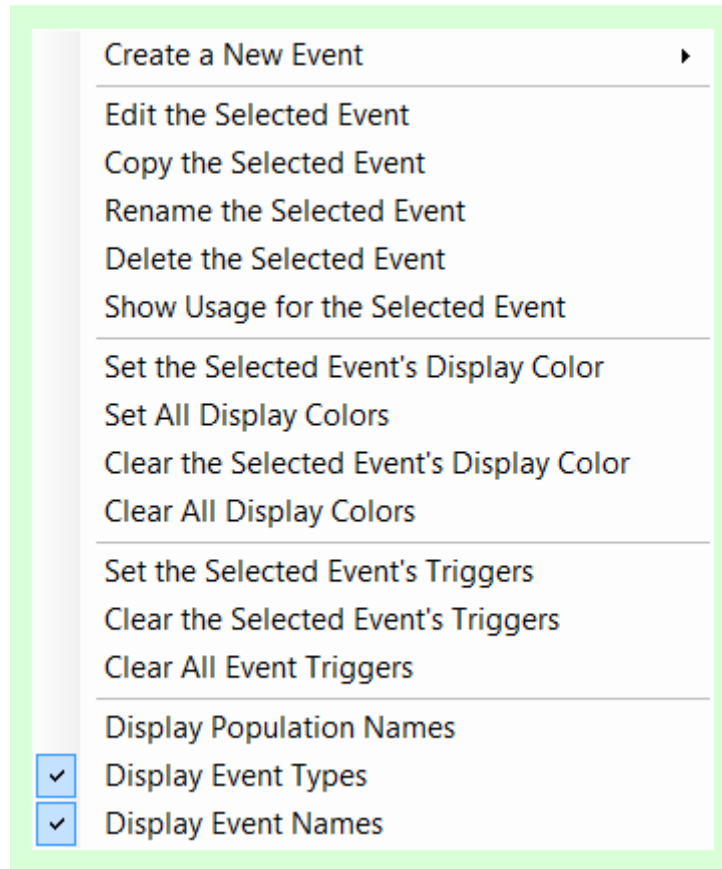 Create a New Event
Edit the Selected Event
Copy the Selected Event
Rename the Selected Event
Delete the Selected Event
Show Usage for the Selected Event
Set the Selected Event's Display Color
Set All Display Colors
Clear the Selected Event's Display Color
Clear All Display Colors
Set the Selected Event's Triggers
Clear the Selected Event's Triggers
Clear All Event Triggers
Display Population Names
Display Event Types
Display Event Names